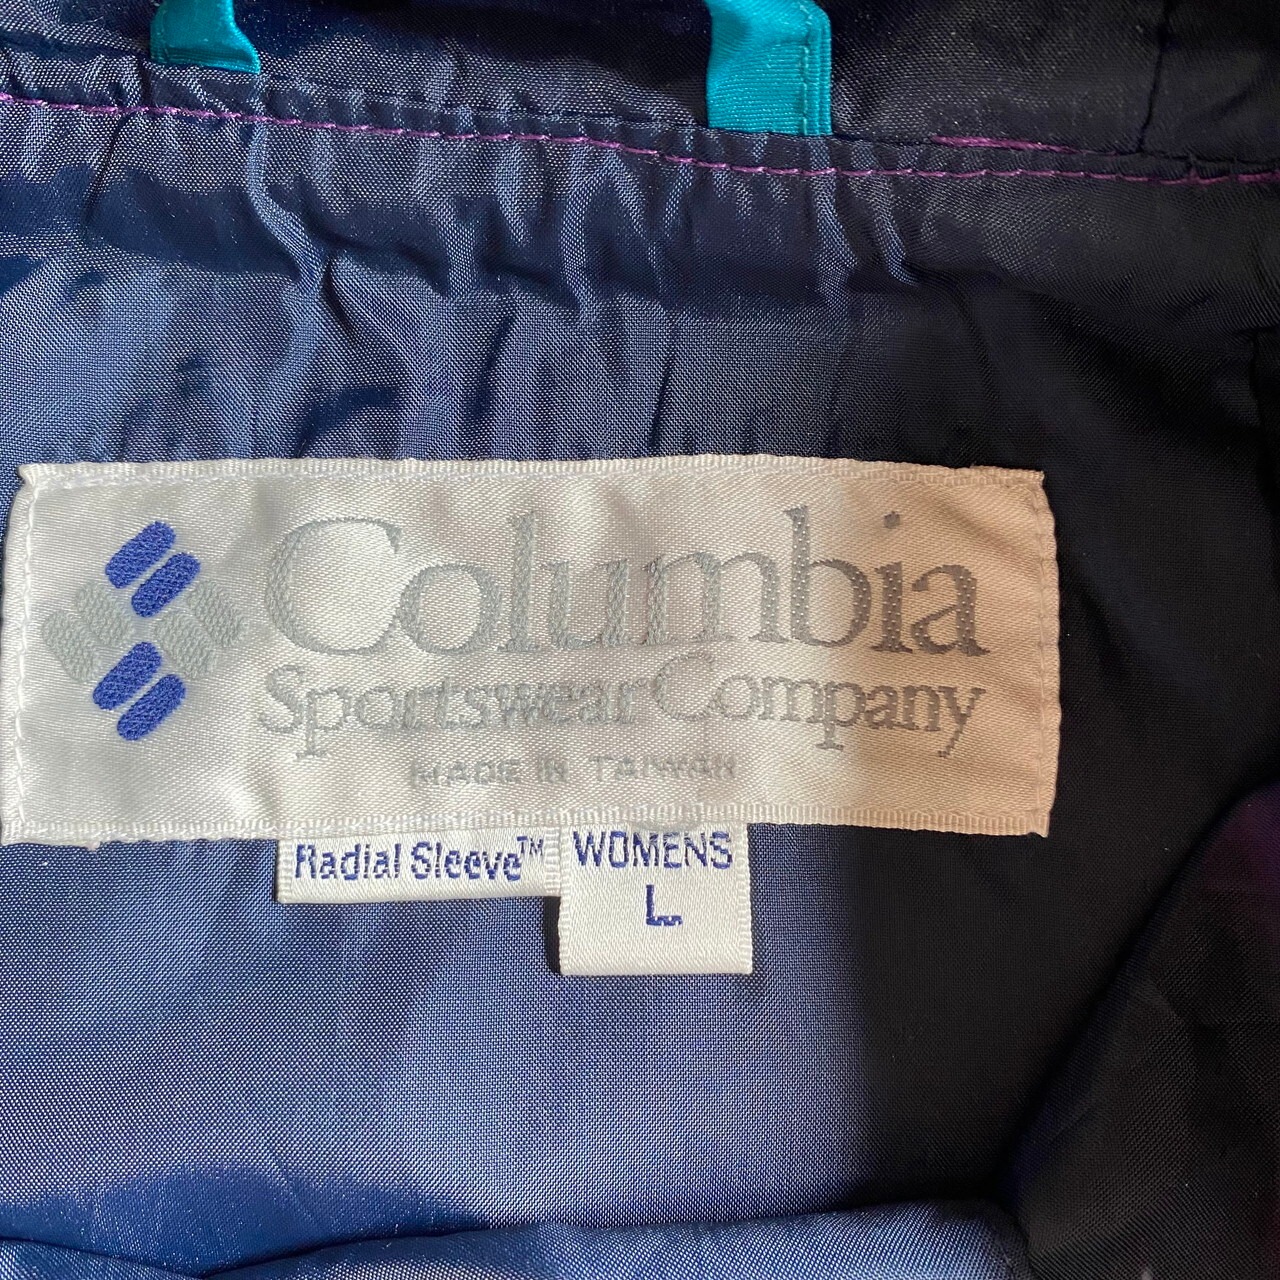 Columbia
Sportswear Company
MADE IN TAIWAN
Radial Sleeve™
WOMENS
L